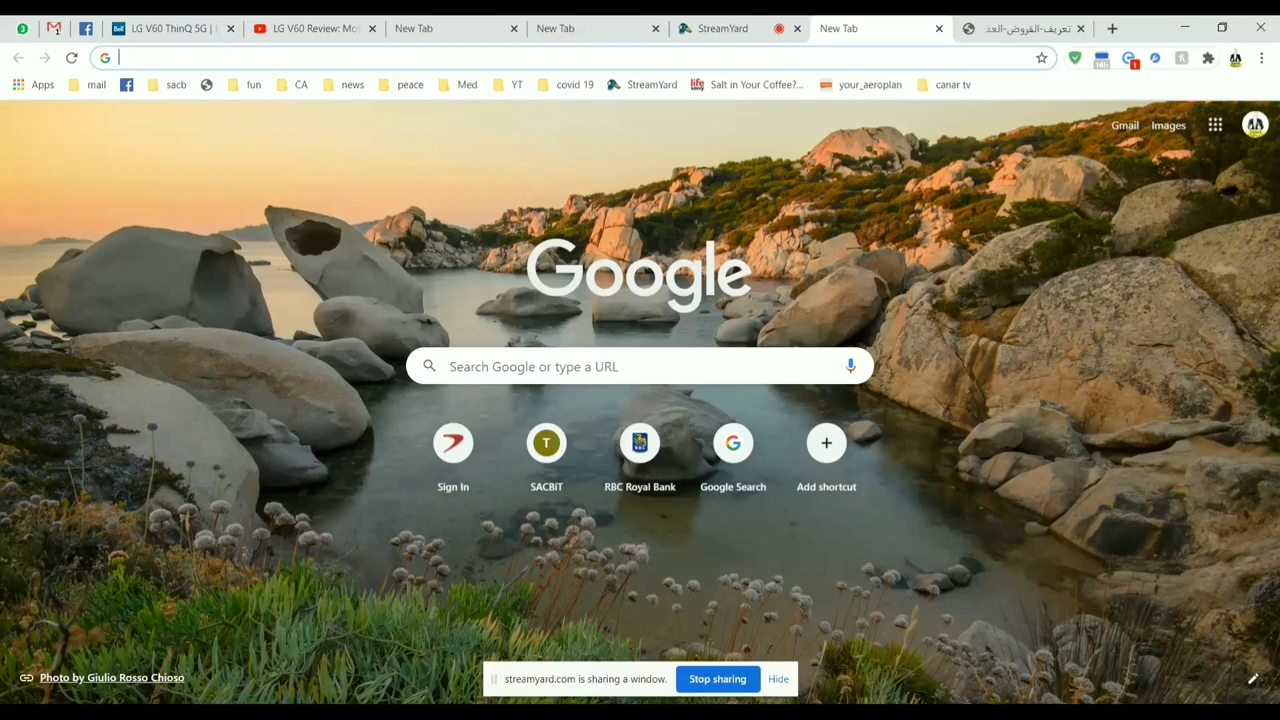 LG V60 ThinQ 5G | E
LG V60 Review: Mo
New Tab
New Tab
StreamYard
New Tab
تعريف-القروض-العذ
Apps
mail
sacb
fun
CA
news
peace
Med
YT
covid 19
StreamYard
Salt in Your Coffee?...
your_aeroplan
canar tv
Gmail
Images
Google
Search Google or type a URL
Sign In
SACBiT
RBC Royal Bank
Google Search
Add shortcut
Photo by Giulio Rosso Chioso
streamyard.com is sharing a window.
Stop sharing
Hide